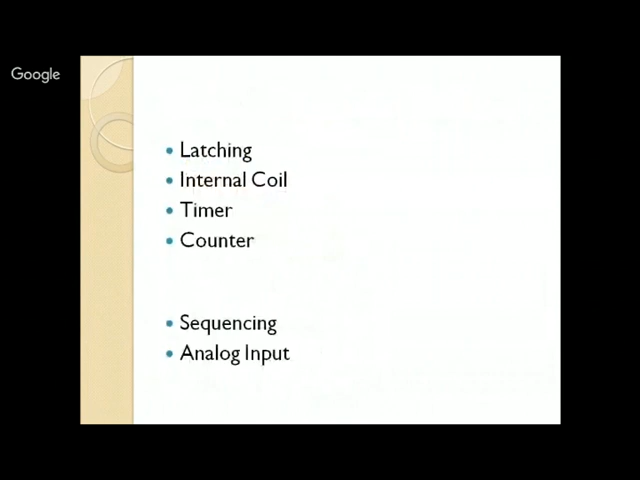 Google
Latching
Internal Coil
Timer
Counter
Sequencing
Analog Input